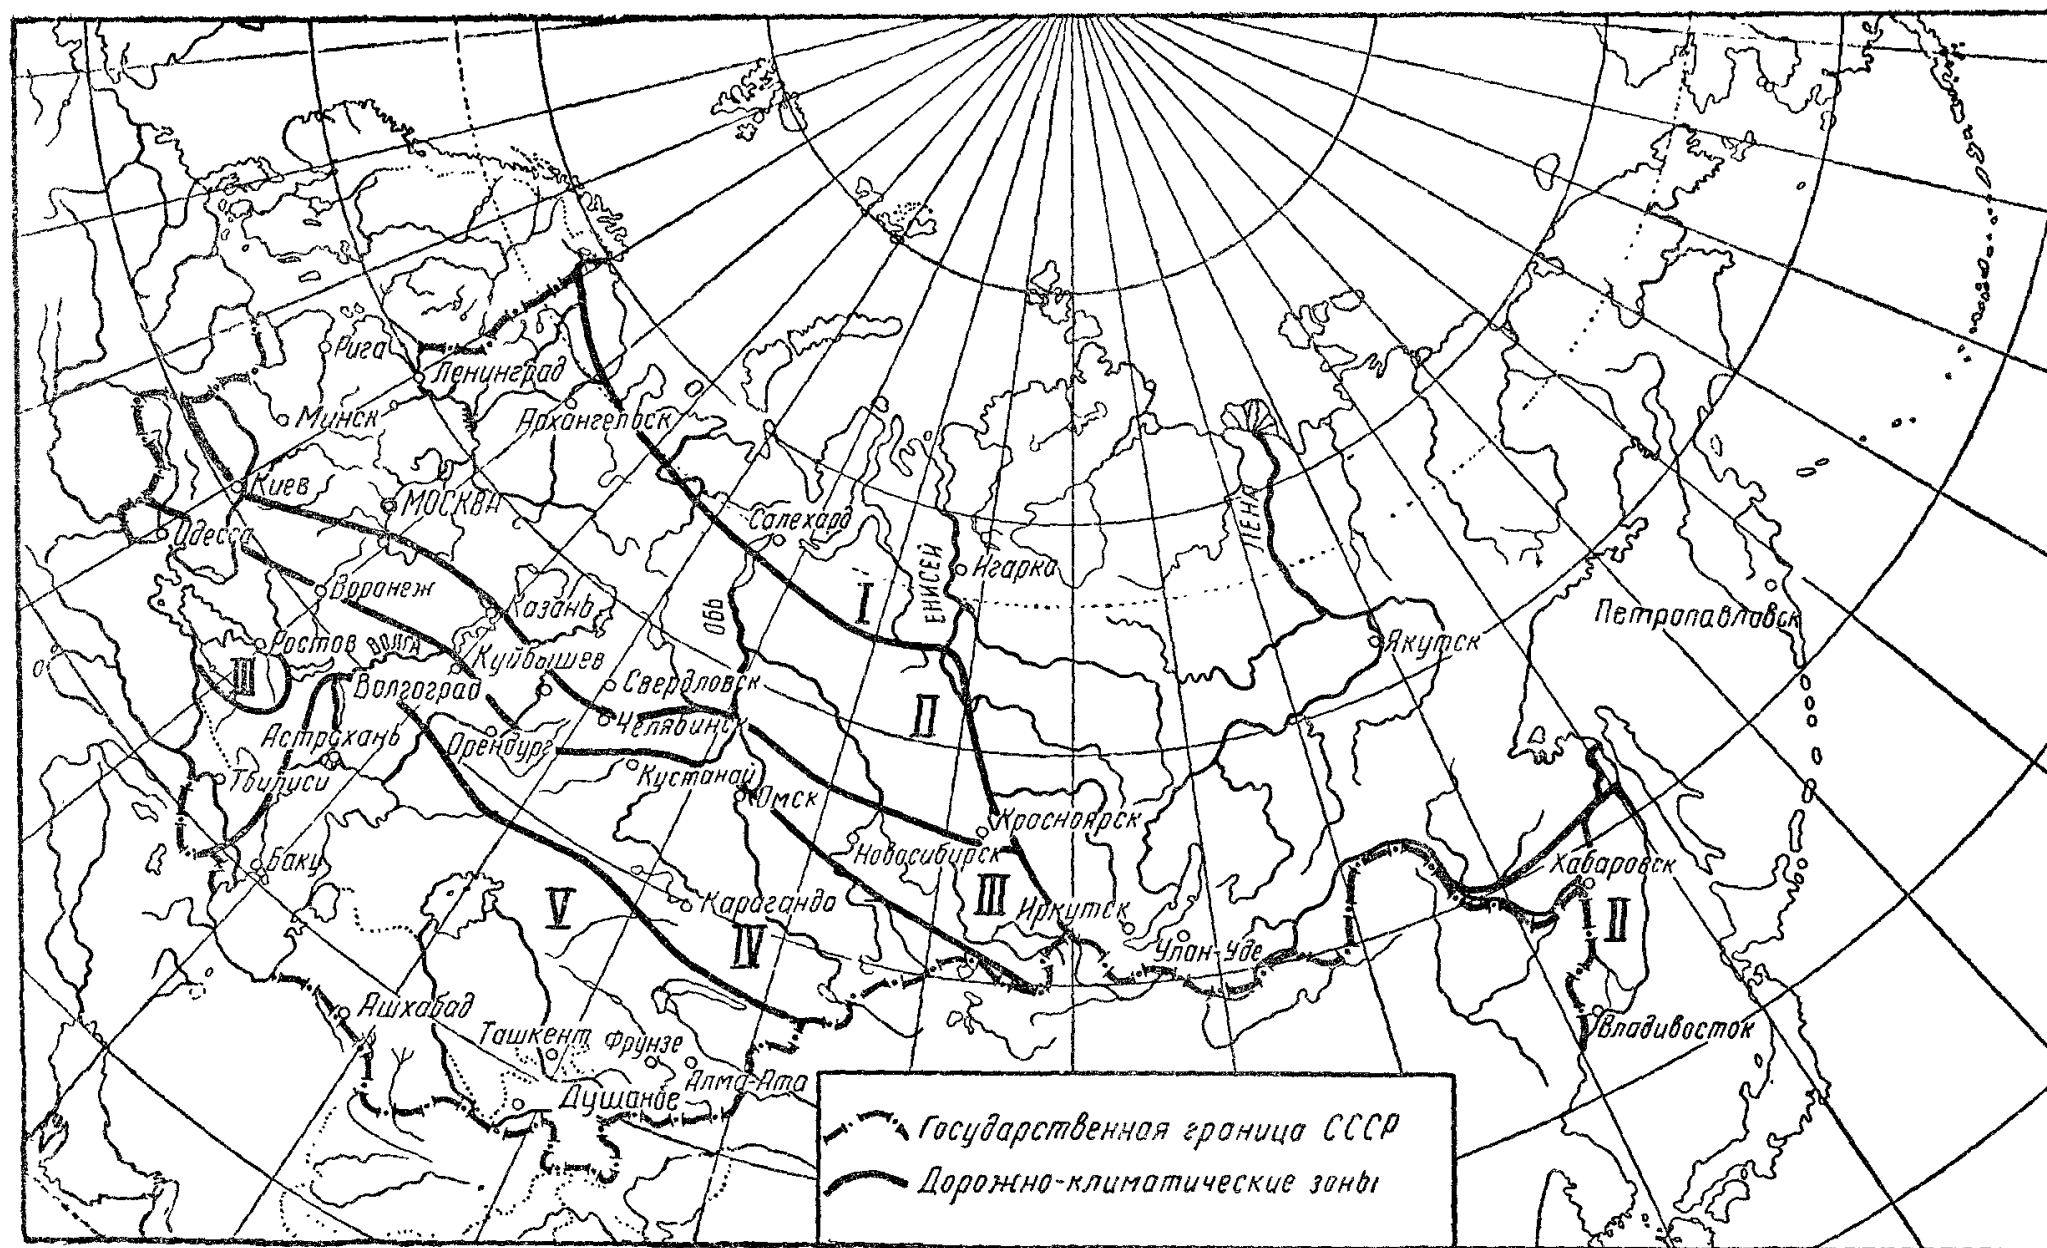 Рига
Ленинград
Минск
Архангельск
Киев
МОСКВА
Салехард
ЛЕНА
Одесса
ЕНИСЕЙ
Игарка
Воронеж
Казань
ОБЬ
I
Петропавловск
Ростов
ВОЛГА
Куйбышев
Якутск
III
Волгоград
Свердловск
II
Челябинск
Астрахань
Оренбург
Тбилиси
Кустанай
Омск
Красноярск
Баку
Новосибирск
Хабаровск
V
Караганда
III
Иркутск
II
IV
Улан-Уде
Ашхабад
Ташкент
Фрунзе
Владивосток
Алма-Ата
Душанбе
Государственная граница СССР
Дорожно-климатические зоны